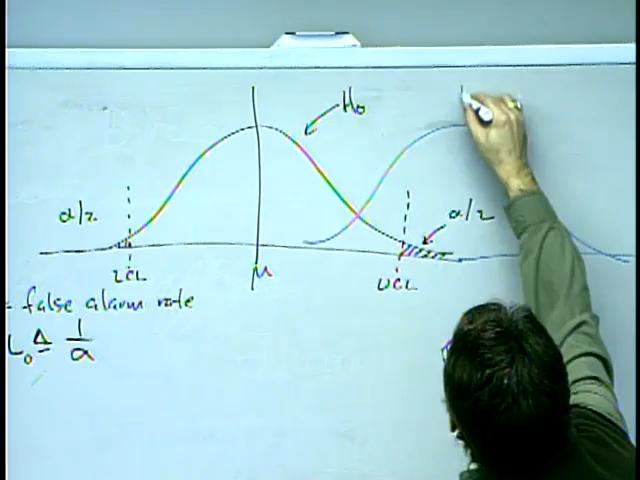 H₀
α/2
α/2
LCL
μ
UCL
- false alarm rate
L₀ ≜ 1/α